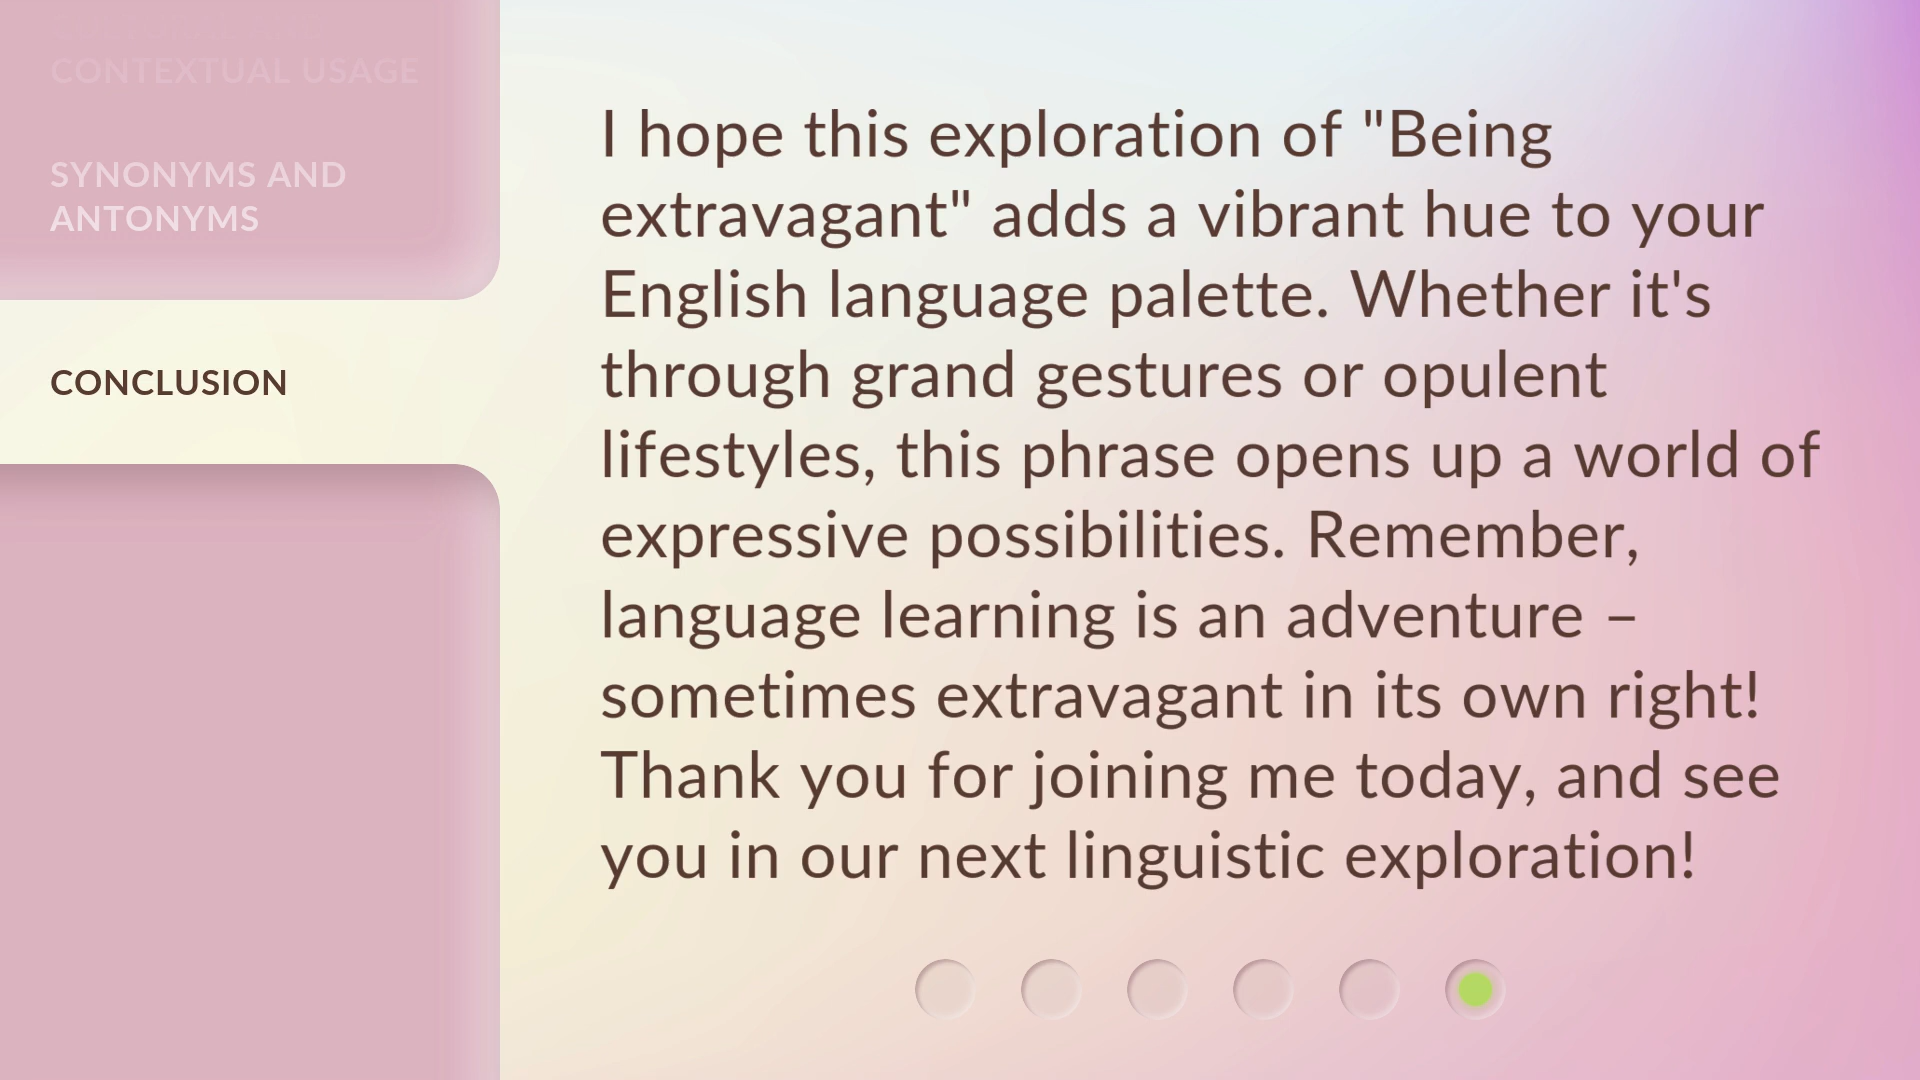 CULTURAL AND
CONTEXTUAL USAGE
SYNONYMS AND
ANTONYMS
CONCLUSION
I hope this exploration of "Being
extravagant" adds a vibrant hue to your
English language palette. Whether it's
through grand gestures or opulent
lifestyles, this phrase opens up a world of
expressive possibilities. Remember,
language learning is an adventure –
sometimes extravagant in its own right!
Thank you for joining me today, and see
you in our next linguistic exploration!